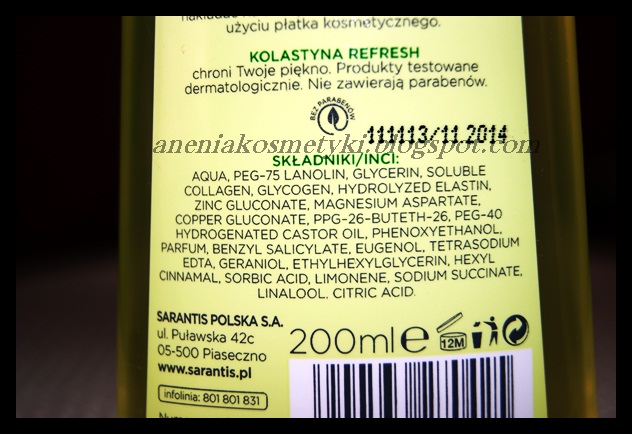 użyciu płatka kosmetycznego.
KOLASTYNA REFRESH
chroni Twoje piękno. Produkty testowane
dermatologicznie. Nie zawierają parabenów.
BEZ PARABENÓW
111113/11.2014
aneniakosmetyki.blogspot.com
SKŁADNIKI/INCI:
AQUA, PEG-75 LANOLIN, GLYCERIN, SOLUBLE
COLLAGEN, GLYCOGEN, HYDROLYZED ELASTIN,
ZINC GLUCONATE, MAGNESIUM ASPARTATE,
COPPER GLUCONATE, PPG-26-BUTETH-26, PEG-40
HYDROGENATED CASTOR OIL, PHENOXYETHANOL,
PARFUM, BENZYL SALICYLATE, EUGENOL, TETRASODIUM
EDTA, GERANIOL, ETHYLHEXYLGLYCERIN, HEXYL
CINNAMAL, SORBIC ACID, LIMONENE, SODIUM SUCCINATE,
LINALOOL, CITRIC ACID.
SARANTIS POLSKA S.A.
ul. Puławska 42c
05-500 Piaseczno
www.sarantis.pl
infolinia: 801 801 831
200ml e
12M